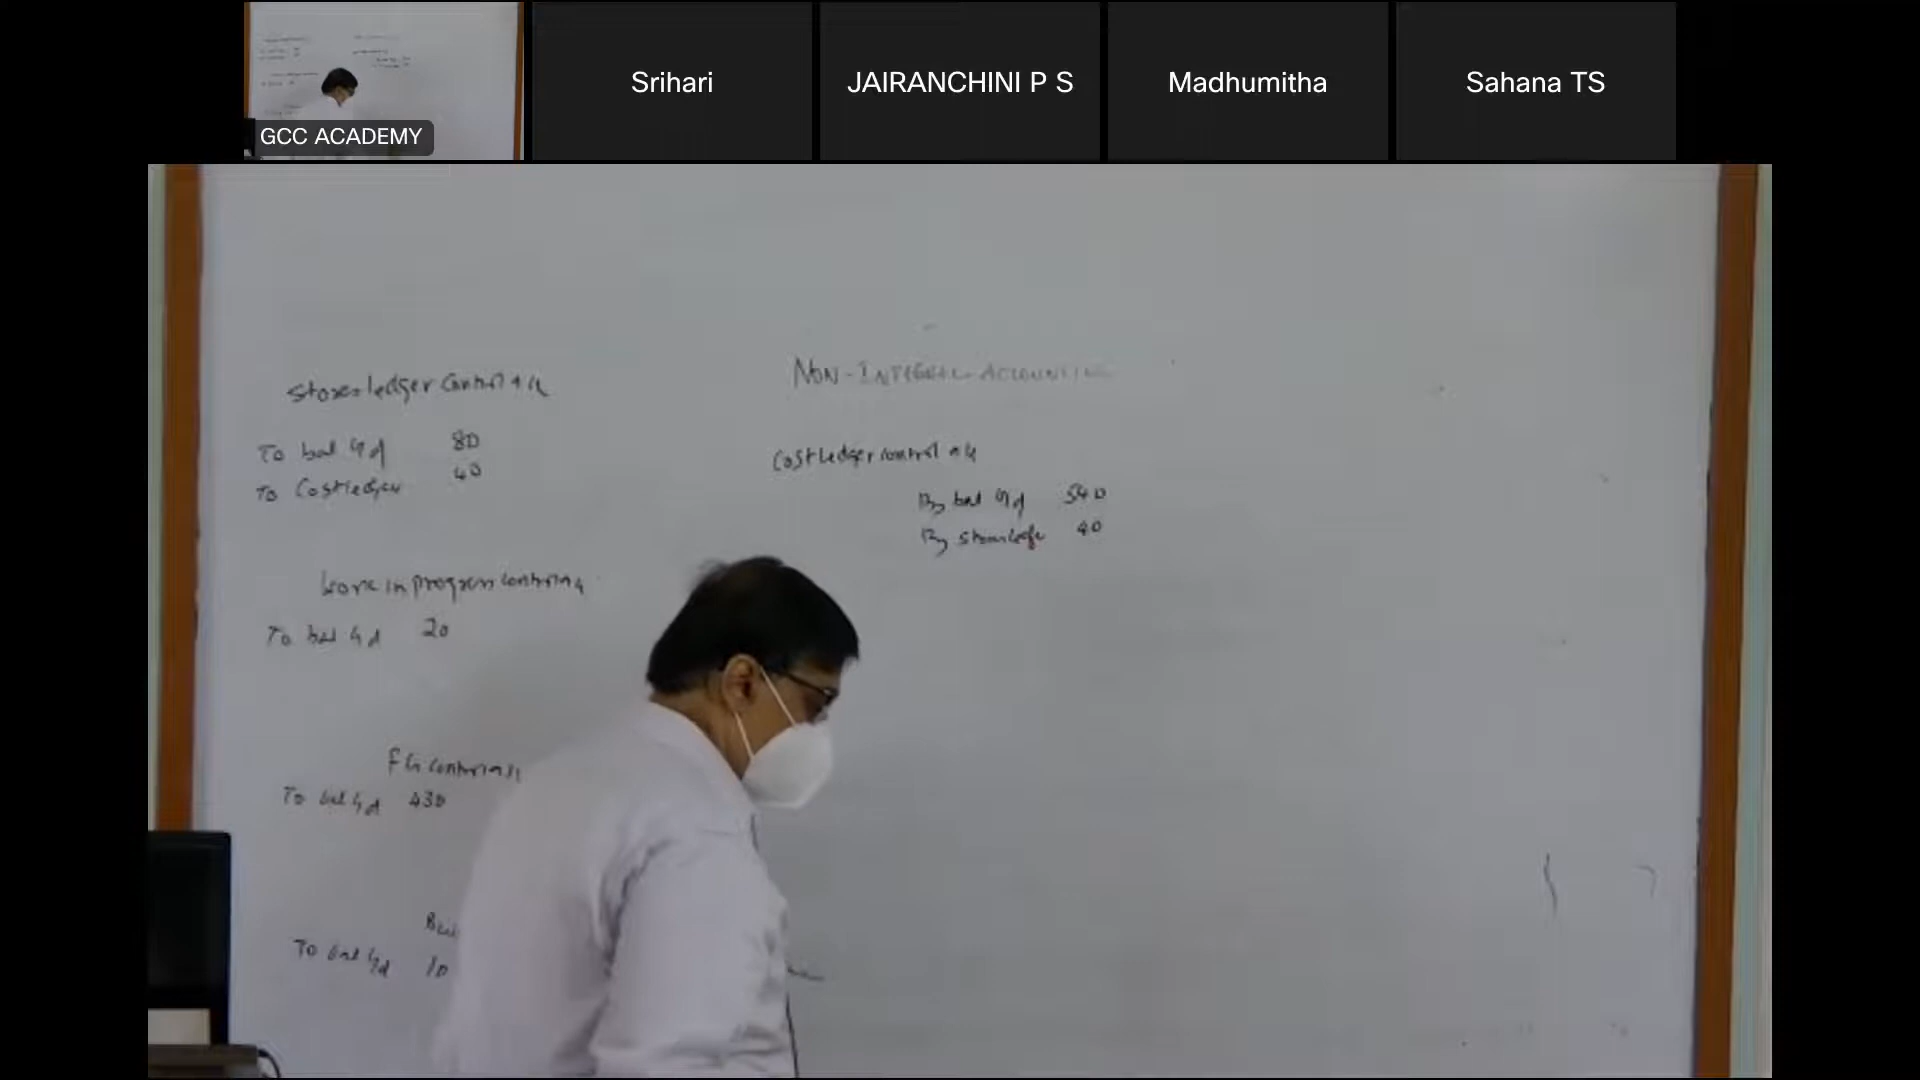 Srihari
JAIRANCHINI P S
Madhumitha
Sahana TS
GCC ACADEMY
NON-INTEGRAL ACCOUNTING
Stores ledger Control a/c
To bal b/d 80
To Cost ledger 40
Cost ledger control a/c
By bal b/d 540
By stores ledge 40
Work in progress control a/c
To bal b/d 20
FG control a/c
To bal b/d 430
To bal b/d 10